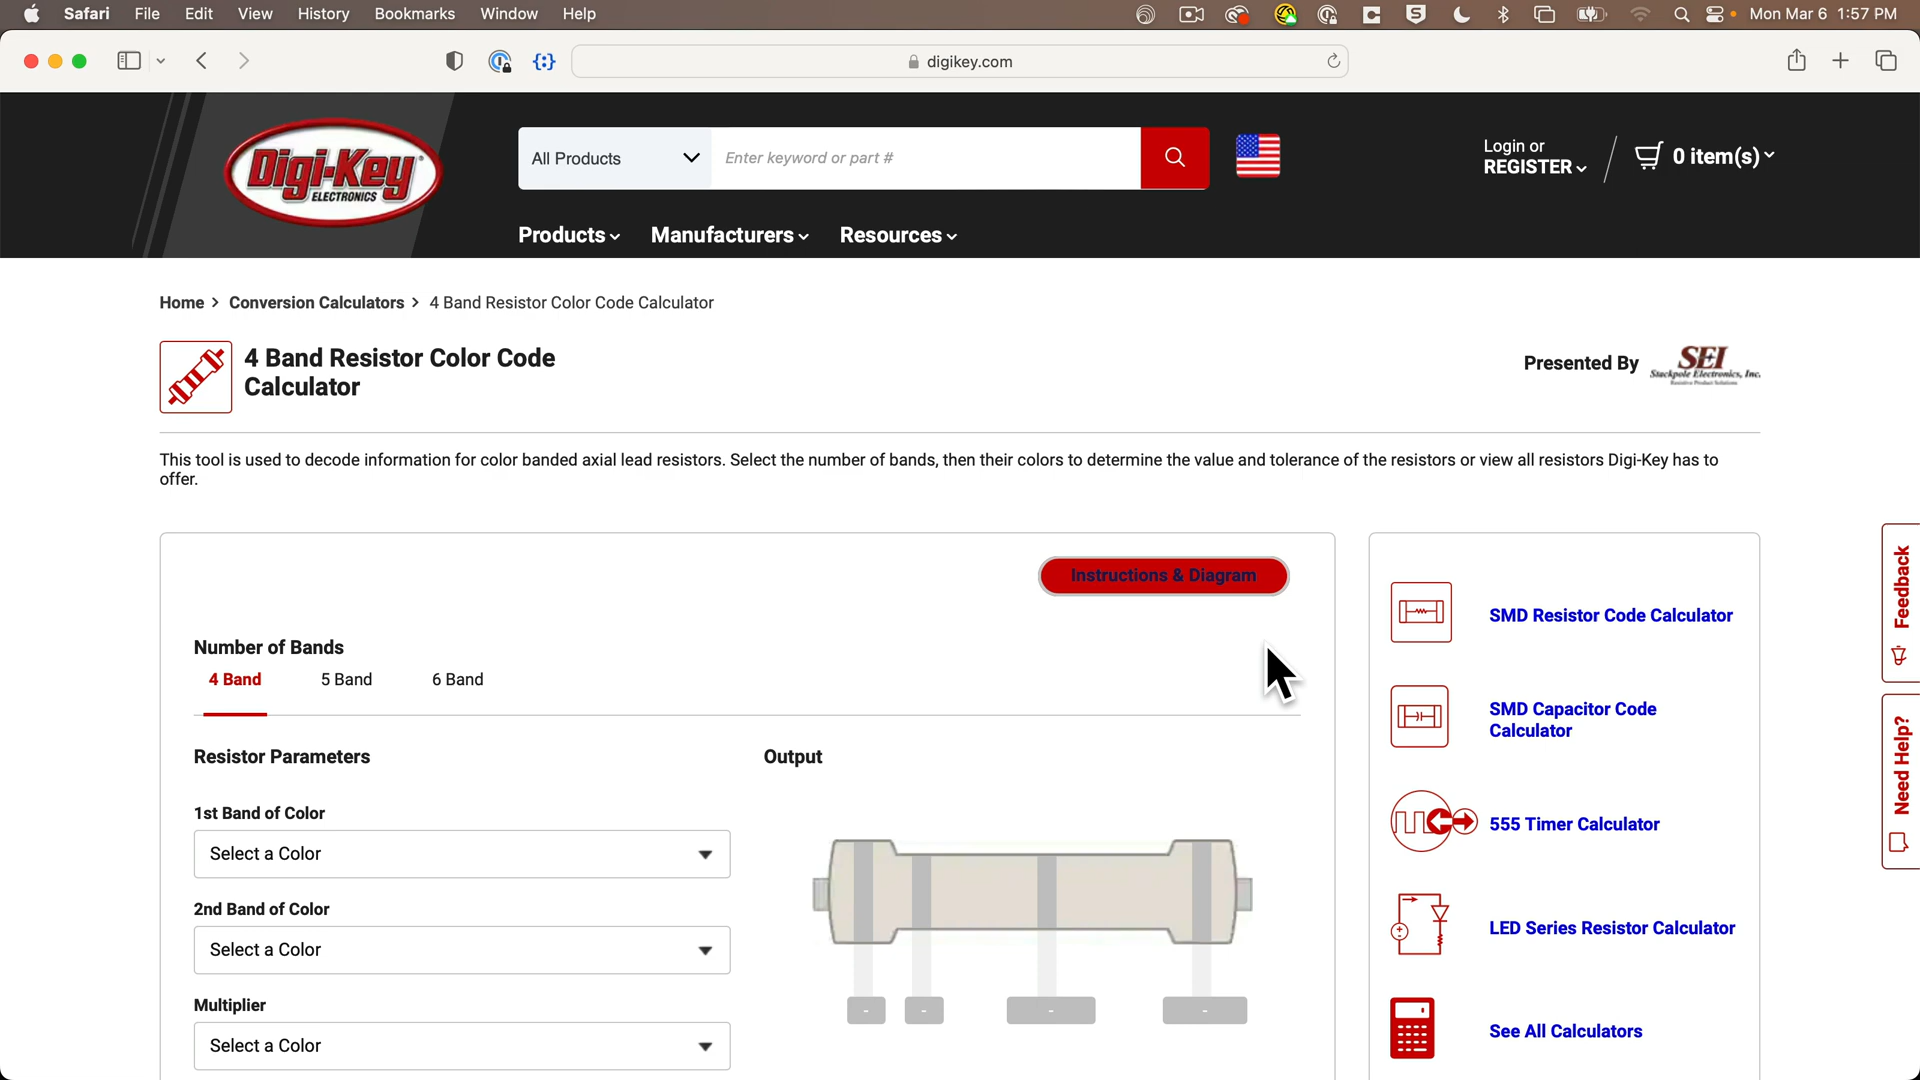 Safari File Edit View History Bookmarks Window Help Mon Mar 6 1:57 PM
digikey.com
Digi-Key
ELECTRONICS
All Products
Enter keyword or part #
Login or
REGISTER
0 item(s)
Products Manufacturers Resources
Home > Conversion Calculators > 4 Band Resistor Color Code Calculator
4 Band Resistor Color Code
Calculator
Presented By
SEI
Stackpole Electronics, Inc.
Resistive Product Solutions
This tool is used to decode information for color banded axial lead resistors. Select the number of bands, then their colors to determine the value and tolerance of the resistors or view all resistors Digi-Key has to
offer.
Instructions & Diagram
Number of Bands
4 Band 5 Band 6 Band
Resistor Parameters
Output
1st Band of Color
Select a Color
2nd Band of Color
Select a Color
Multiplier
Select a Color
- - - -
SMD Resistor Code Calculator
SMD Capacitor Code
Calculator
555 Timer Calculator
LED Series Resistor Calculator
See All Calculators
Feedback
Need Help?